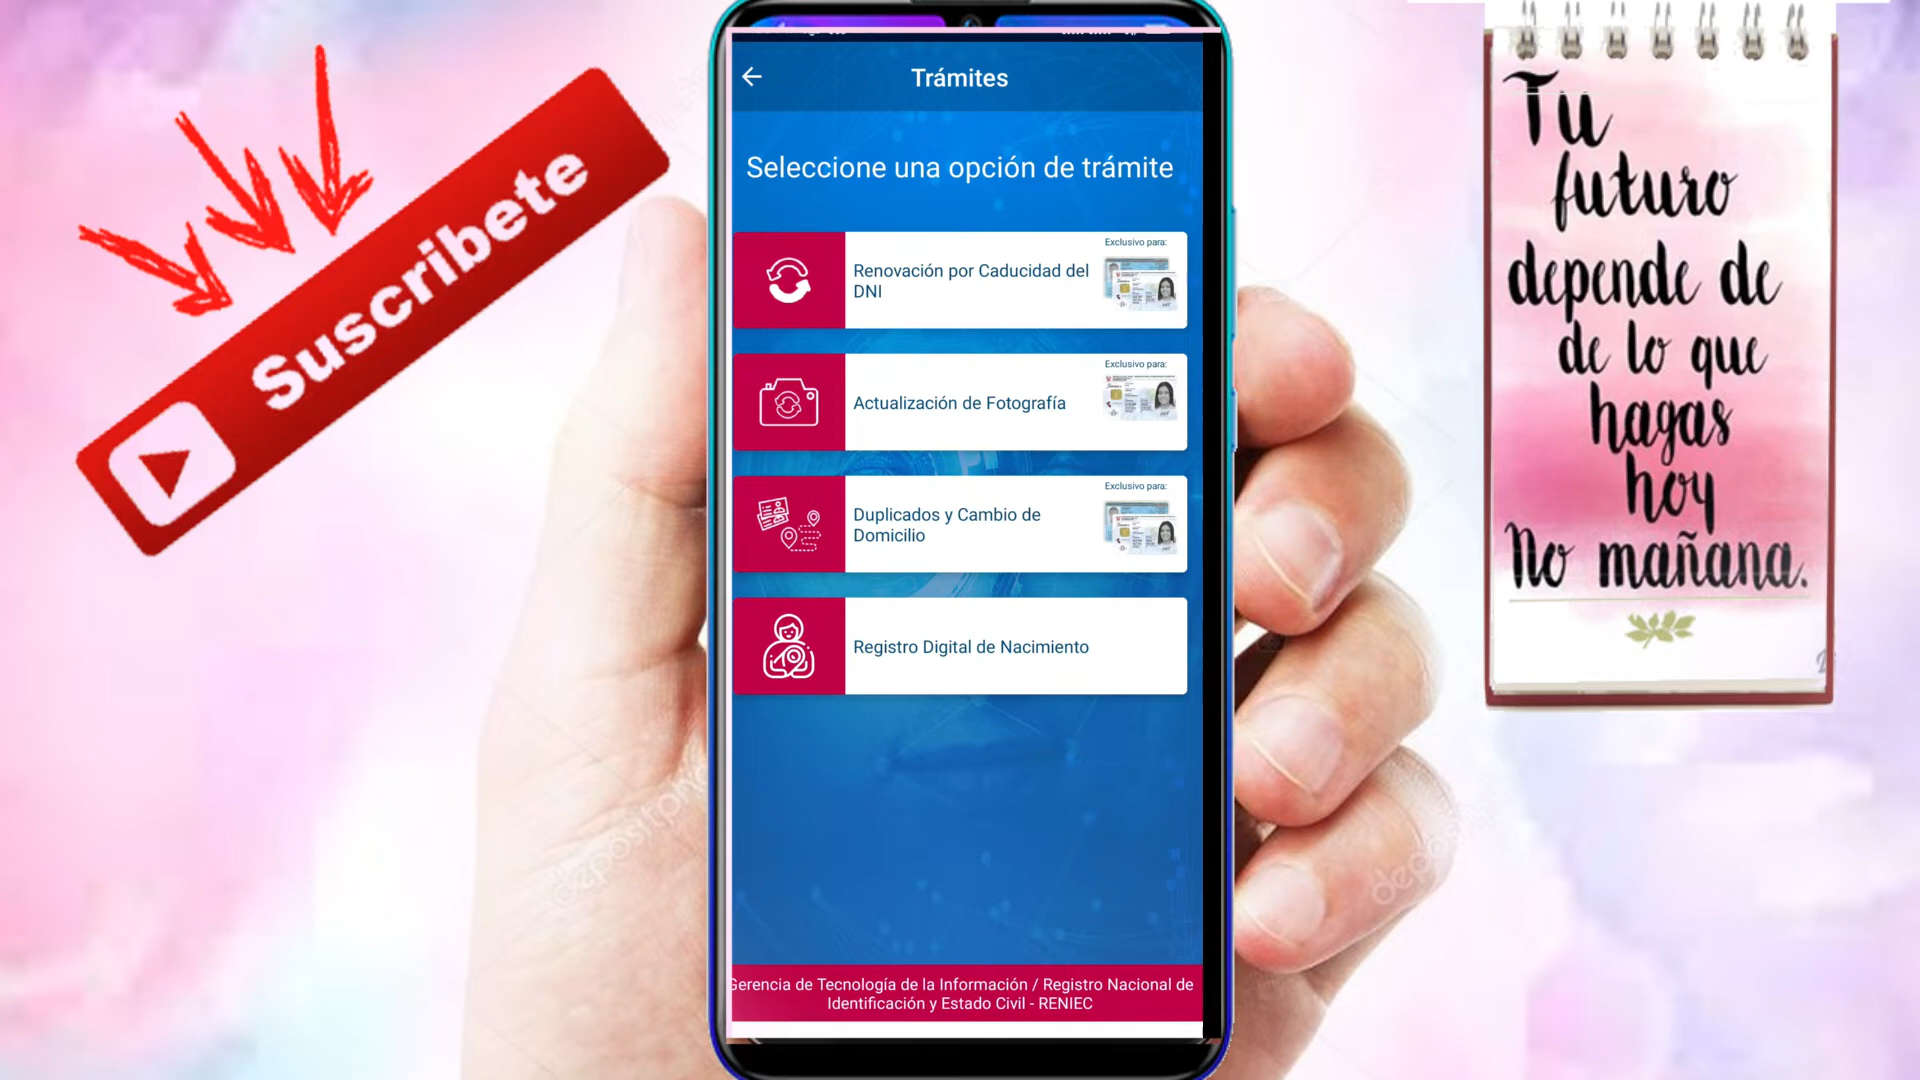 Suscribete
Trámites
Seleccione una opción de trámite
Exclusivo para:
Renovación por Caducidad del
DNI
Exclusivo para:
Actualización de Fotografía
Exclusivo para:
Duplicados y Cambio de
Domicilio
Registro Digital de Nacimiento
Gerencia de Tecnología de la Información / Registro Nacional de
Identificación y Estado Civil - RENIEC
Tu
futuro
depende de
de lo que
hagas
hoy
No mañana.
depositpho